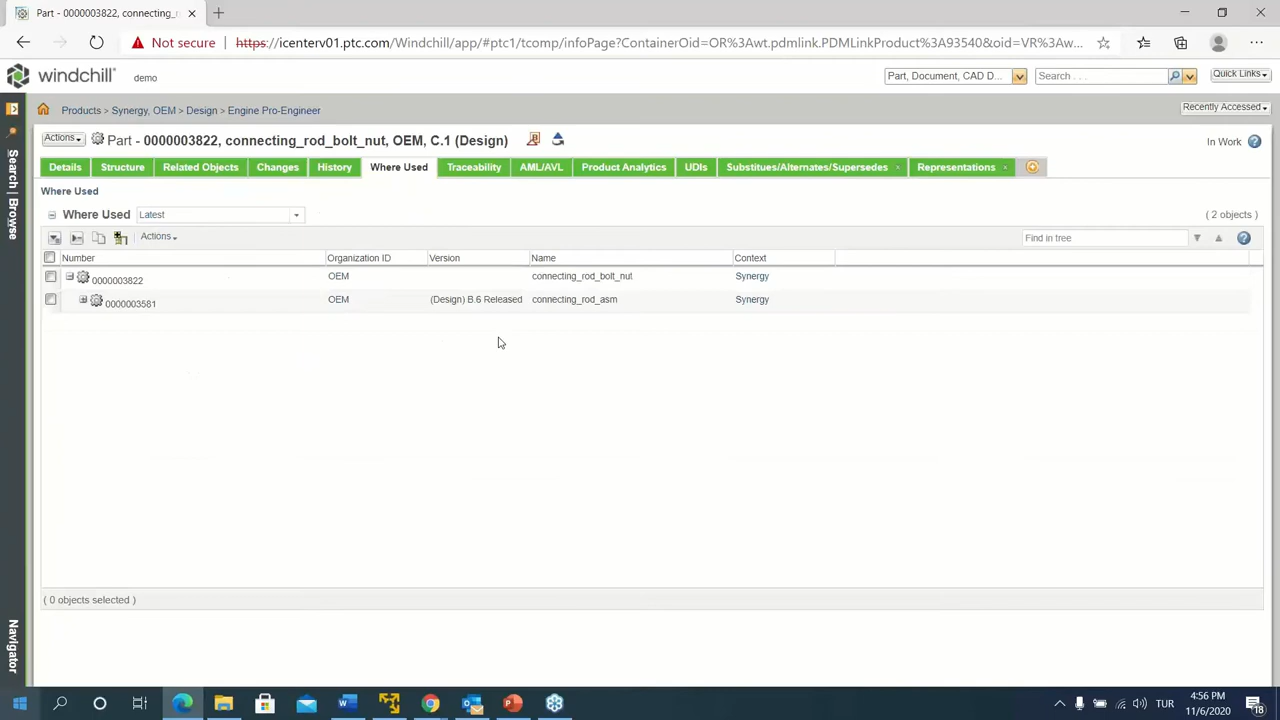 Part - 0000003822, connecting_
Not secure https://icenterv01.ptc.com/Windchill/app/#ptc1/tcomp/infoPage?ContainerOid=OR%3Awt.pdmlink.PDMLinkProduct%3A93540&oid=VR%3Aw...
windchill demo Part, Document, CAD D... Search . . . Quick Links
Products > Synergy, OEM > Design > Engine Pro-Engineer Recently Accessed
Actions Part - 0000003822, connecting_rod_bolt_nut, OEM, C.1 (Design) In Work
Details Structure Related Objects Changes History Where Used Traceability AML/AVL Product Analytics UDIs Substitutes/Alternates/Supersedes Representations
Search | Browse
Where Used
Where Used Latest ( 2 objects )
Actions Find in tree
Number Organization ID Version Name Context
0000003822 OEM connecting_rod_bolt_nut Synergy
0000003581 OEM (Design) B.6 Released connecting_rod_asm Synergy
( 0 objects selected )
Navigator
4:56 PM
TUR
11/6/2020
18